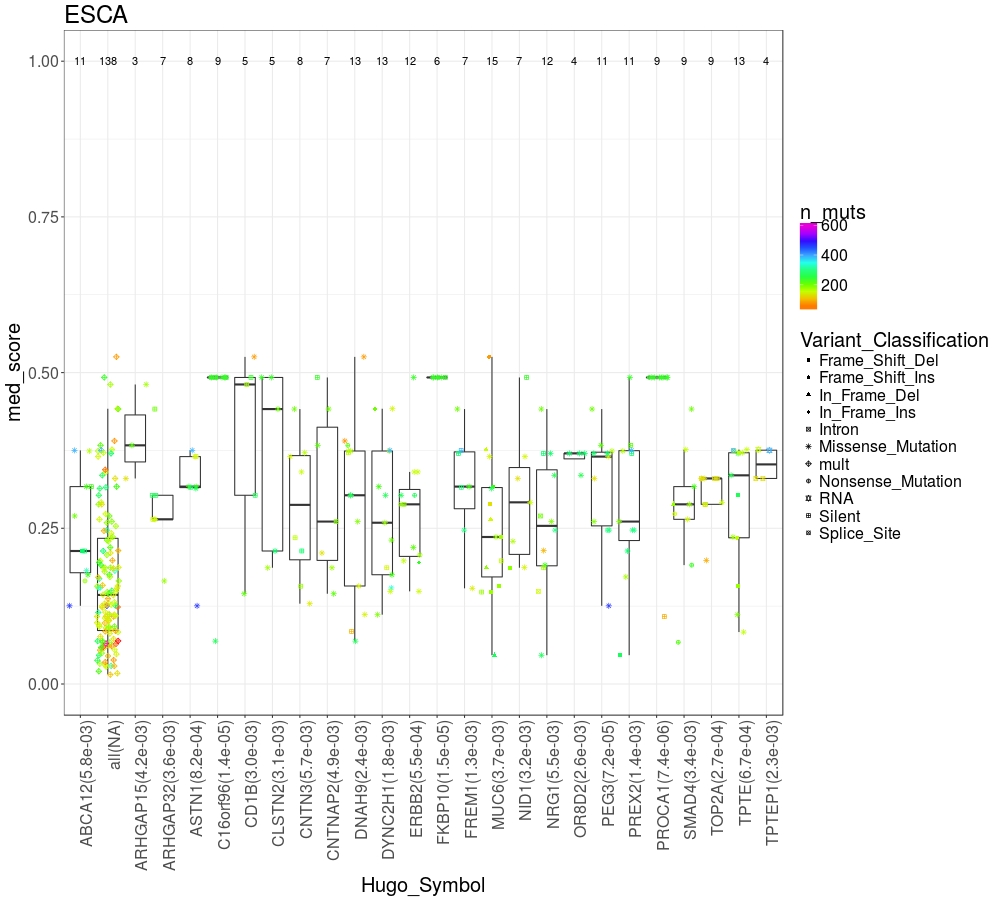 ESCA
1.00
11 138 3 7 8 9 5 5 8 7 13 13 12 6 7 15 7 12 4 11 11 9 9 9 13 4
0.75
0.50
0.25
0.00
med_score
ABCA12(5.8e-03)
all(NA)
ARHGAP15(4.2e-03)
ARHGAP32(3.6e-03)
ASTN1(8.2e-04)
C16orf96(1.4e-05)
CD1B(3.0e-03)
CLSTN2(3.1e-03)
CNTN3(5.7e-03)
CNTNAP2(4.9e-03)
DNAH9(2.4e-03)
DYNC2H1(1.8e-03)
ERBB2(5.5e-04)
FKBP10(1.5e-05)
FREM1(1.3e-03)
MUC6(3.7e-03)
NID1(3.2e-03)
NRG1(5.5e-03)
OR8D2(2.6e-03)
PEG3(7.2e-05)
PREX2(1.4e-03)
PROCA1(7.4e-06)
SMAD4(3.4e-03)
TOP2A(2.7e-04)
TPTE(6.7e-04)
TPTEP1(2.3e-03)
Hugo_Symbol
n_muts
600
400
200
Variant_Classification
Frame_Shift_Del
Frame_Shift_Ins
In_Frame_Del
In_Frame_Ins
Intron
Missense_Mutation
mult
Nonsense_Mutation
RNA
Silent
Splice_Site